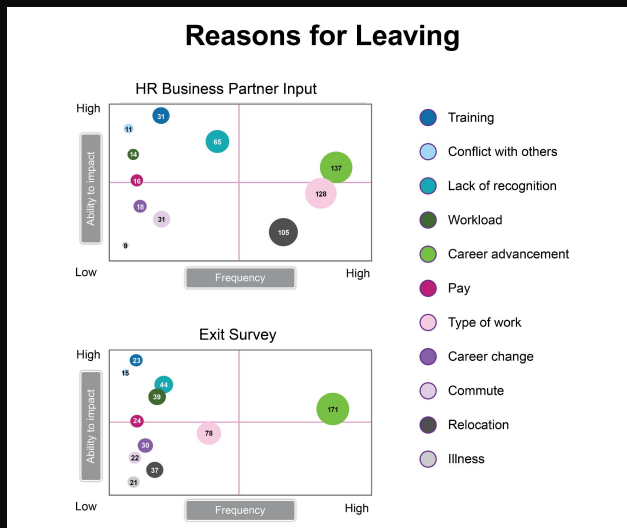 Reasons for Leaving
HR Business Partner Input
High
Ability to impact
31
11
65
14
137
16
128
18
31
105
9
Low
Frequency
High
Exit Survey
High
Ability to impact
23
15
44
39
171
24
78
30
22
37
21
Low
Frequency
High
Training
Conflict with others
Lack of recognition
Workload
Career advancement
Pay
Type of work
Career change
Commute
Relocation
Illness